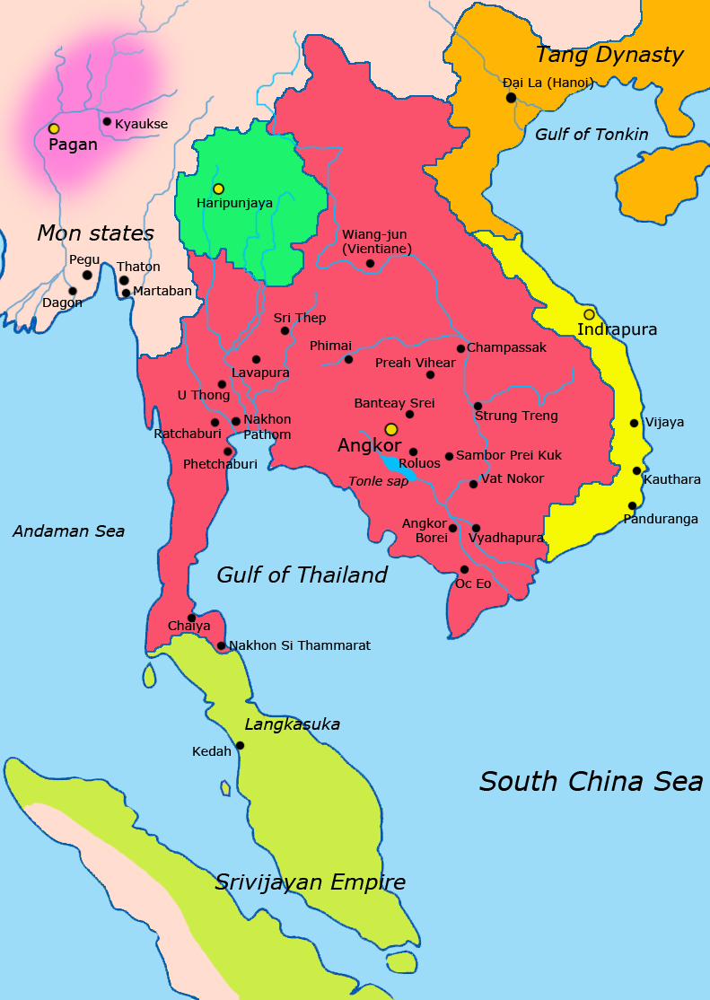 Tang Dynasty
Đại La (Hanoi)
Gulf of Tonkin
Kyaukse
Pagan
Haripunjaya
Mon states
Wiang-jun
(Vientiane)
Pegu
Thaton
Martaban
Dagon
Indrapura
Sri Thep
Phimai
Champassak
Preah Vihear
Lavapura
U Thong
Banteay Srei
Strung Treng
Nakhon
Pathom
Ratchaburi
Vijaya
Angkor
Phetchaburi
Roluos
Sambor Prei Kuk
Tonle sap
Vat Nokor
Kauthara
Panduranga
Andaman Sea
Angkor
Borei
Vyadhapura
Gulf of Thailand
Oc Eo
Chaiya
Nakhon Si Thammarat
Langkasuka
Kedah
South China Sea
Srivijayan Empire